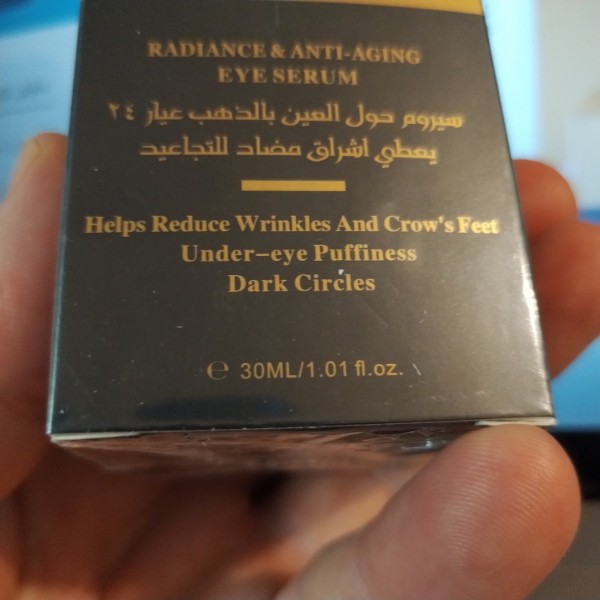 RADIANCE & ANTI-AGING
EYE SERUM
سيروم حول العين بالذهب عيار ٢٤
يعطي اشراق مضاد للتجاعيد
Helps Reduce Wrinkles And Crow's Feet
Under-eye Puffiness
Dark Circles
℮ 30ML/1.01 fl.oz.